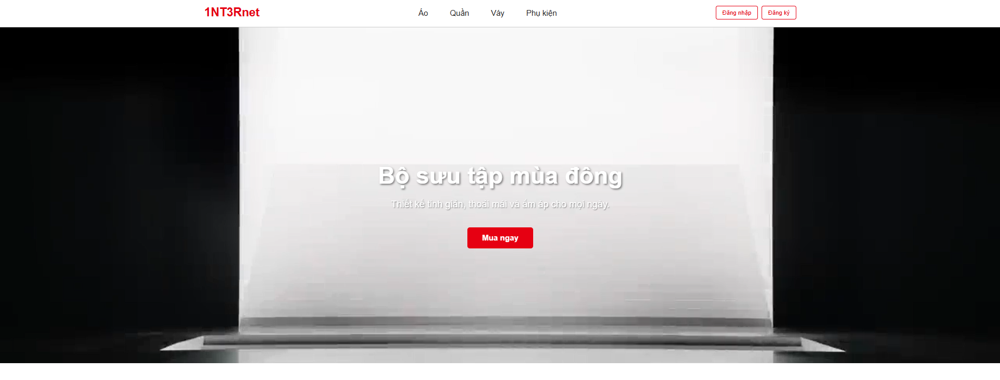 1NT3Rnet
Áo Quần Váy Phụ kiện
Đăng nhập Đăng ký
Bộ sưu tập mùa đông
Thiết kế tinh giản, thoải mái và ấm áp cho mọi ngày.
Mua ngay